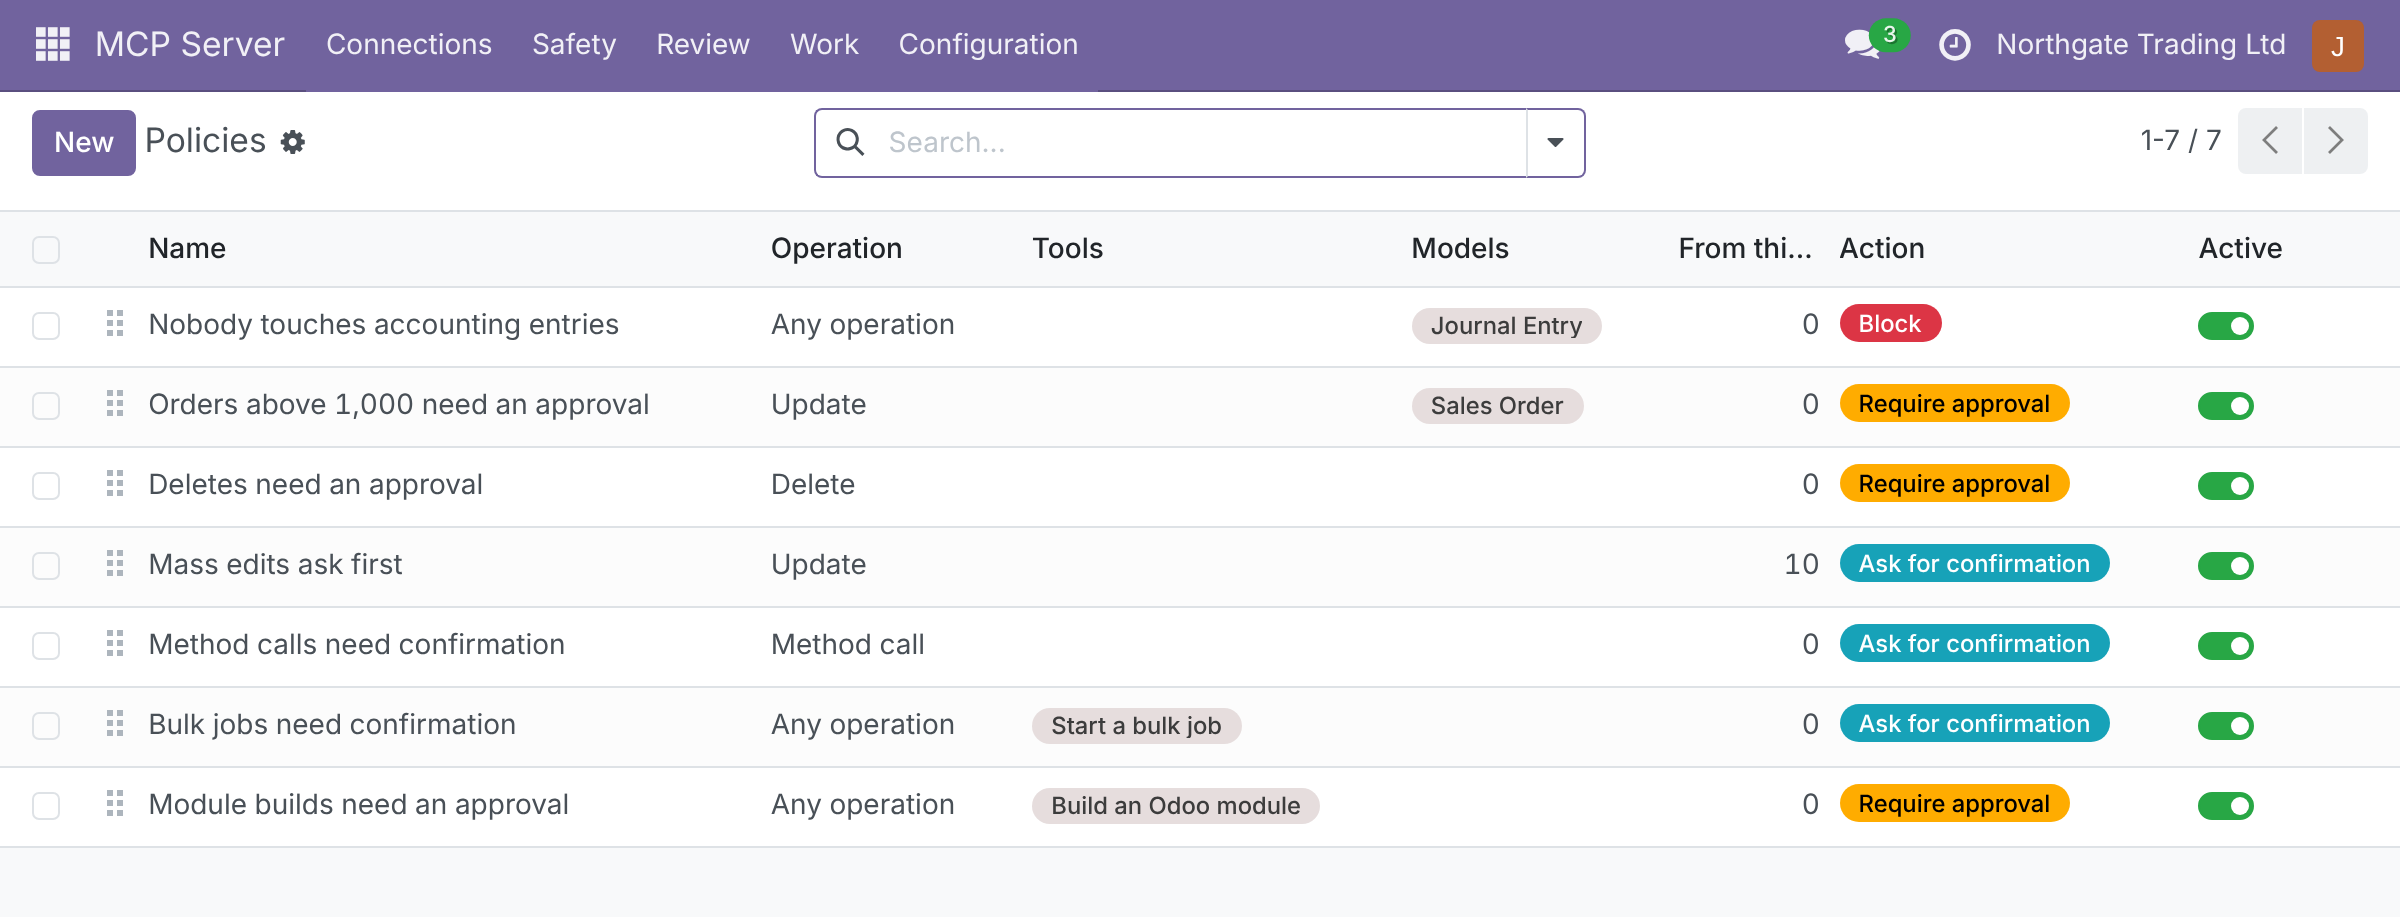 MCP Server Connections Safety Review Work Configuration 3 Northgate Trading Ltd J
New Policies Search... 1-7 / 7
Name Operation Tools Models From thi... Action Active
Nobody touches accounting entries Any operation Journal Entry 0 Block
Orders above 1,000 need an approval Update Sales Order 0 Require approval
Deletes need an approval Delete 0 Require approval
Mass edits ask first Update 10 Ask for confirmation
Method calls need confirmation Method call 0 Ask for confirmation
Bulk jobs need confirmation Any operation Start a bulk job 0 Ask for confirmation
Module builds need an approval Any operation Build an Odoo module 0 Require approval